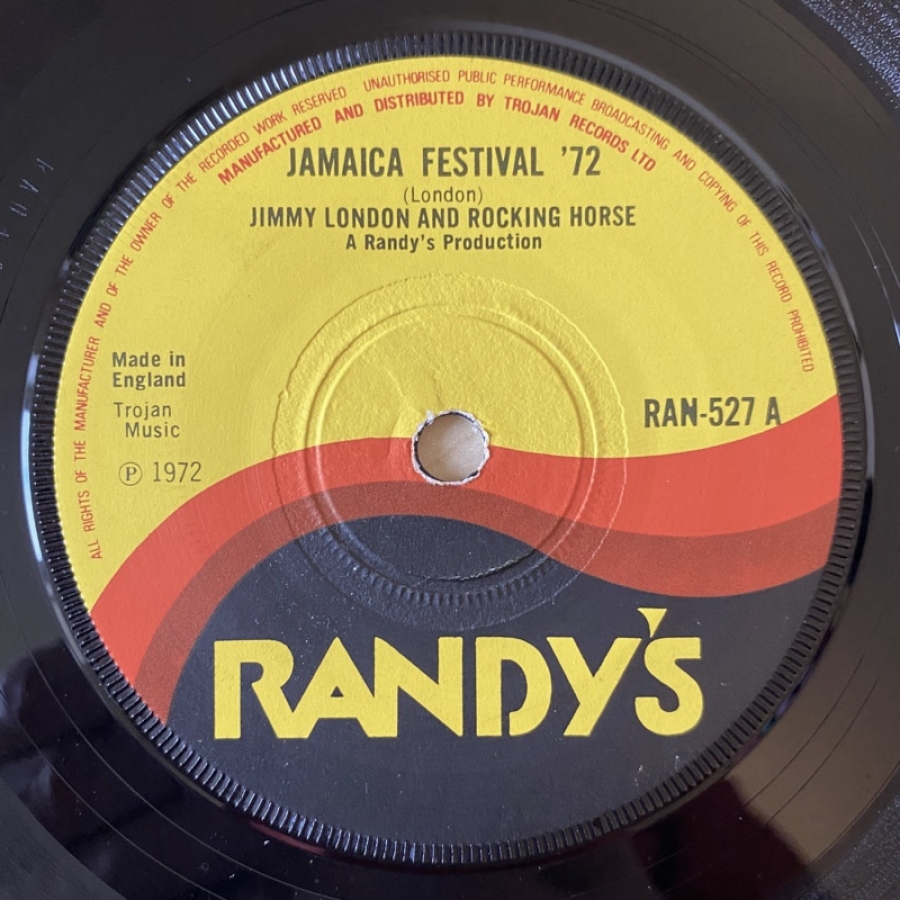 ALL RIGHTS OF THE MANUFACTURER AND OF THE OWNER OF THE RECORDED WORK RESERVED UNAUTHORISED PUBLIC PERFORMANCE BROADCASTING AND COPYING OF THIS RECORD PROHIBITED
MANUFACTURED AND DISTRIBUTED BY TROJAN RECORDS LTD
JAMAICA FESTIVAL '72
(London)
JIMMY LONDON AND ROCKING HORSE
A Randy's Production
Made in
England
Trojan
Music
Ⓟ 1972
RAN-527 A
RANDY'S